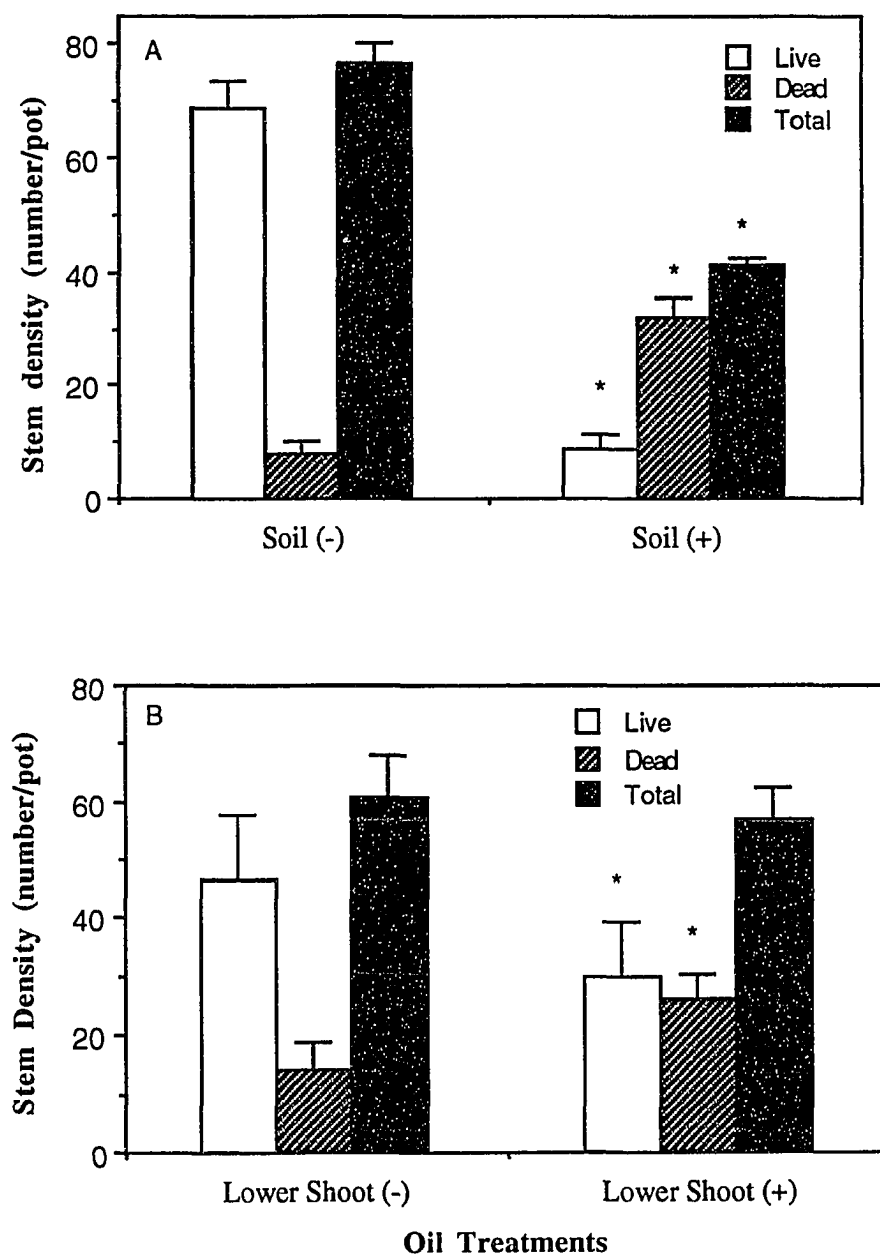 A
Live
Dead
Total
80
60
40
20
0
Stem density (number/pot)
*
*
*
Soil (-)
Soil (+)
B
Live
Dead
Total
80
60
40
20
0
Stem Density (number/pot)
*
*
Lower Shoot (-)
Lower Shoot (+)
Oil Treatments